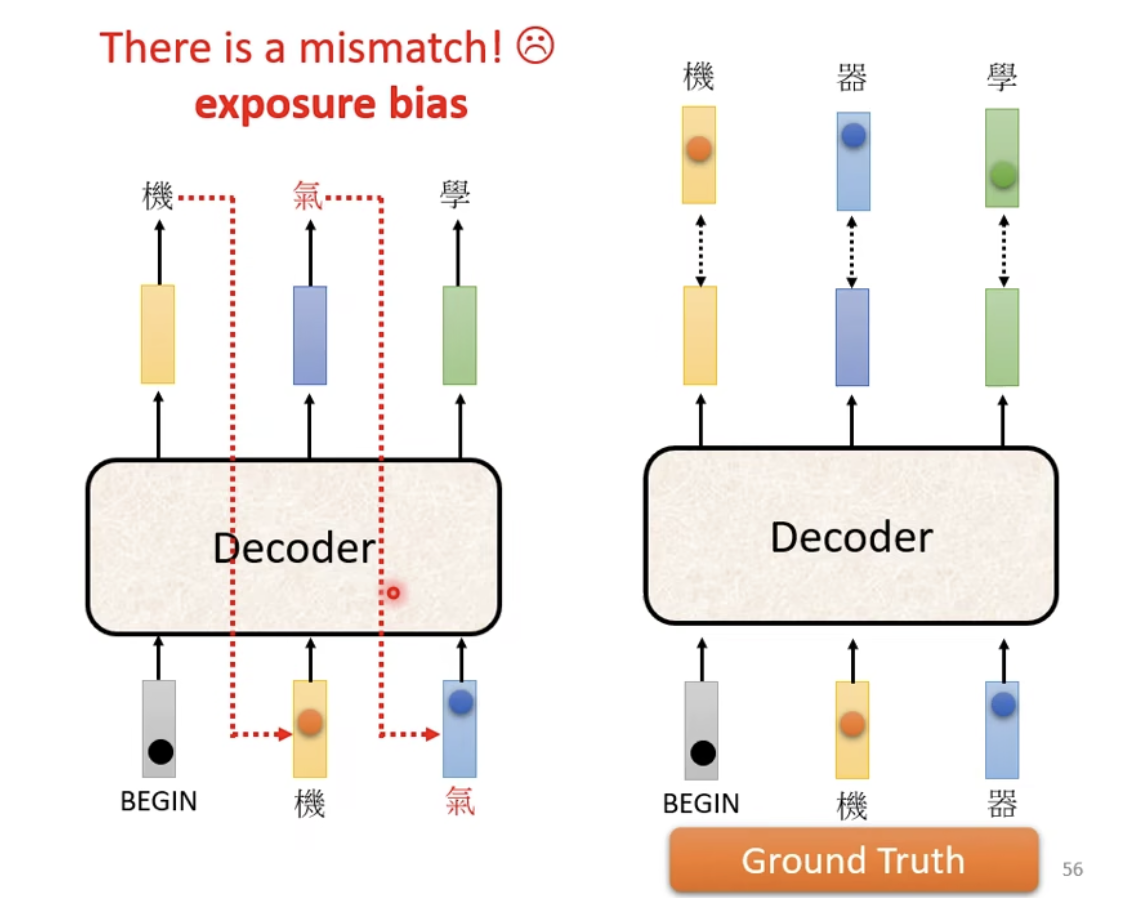 There is a mismatch! ☹
exposure bias
機 氣 學
Decoder
BEGIN 機 氣
機 器 學
Decoder
BEGIN 機 器
Ground Truth
56